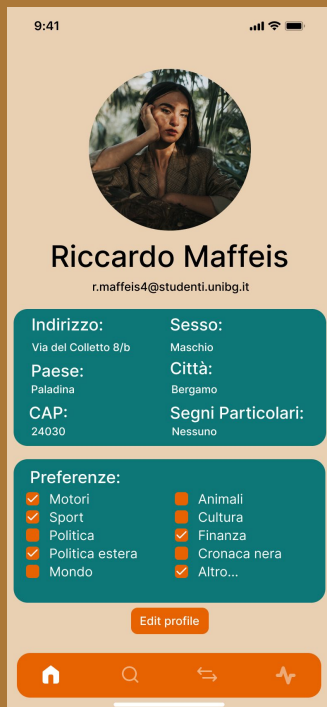 9:41
Riccardo Maffeis
r.maffeis4@studenti.unibg.it
Indirizzo:
Via del Colletto 8/b
Sesso:
Maschio
Paese:
Paladina
Città:
Bergamo
CAP:
24030
Segni Particolari:
Nessuno
Preferenze:
Motori
Sport
Politica
Politica estera
Mondo
Animali
Cultura
Finanza
Cronaca nera
Altro...
Edit profile